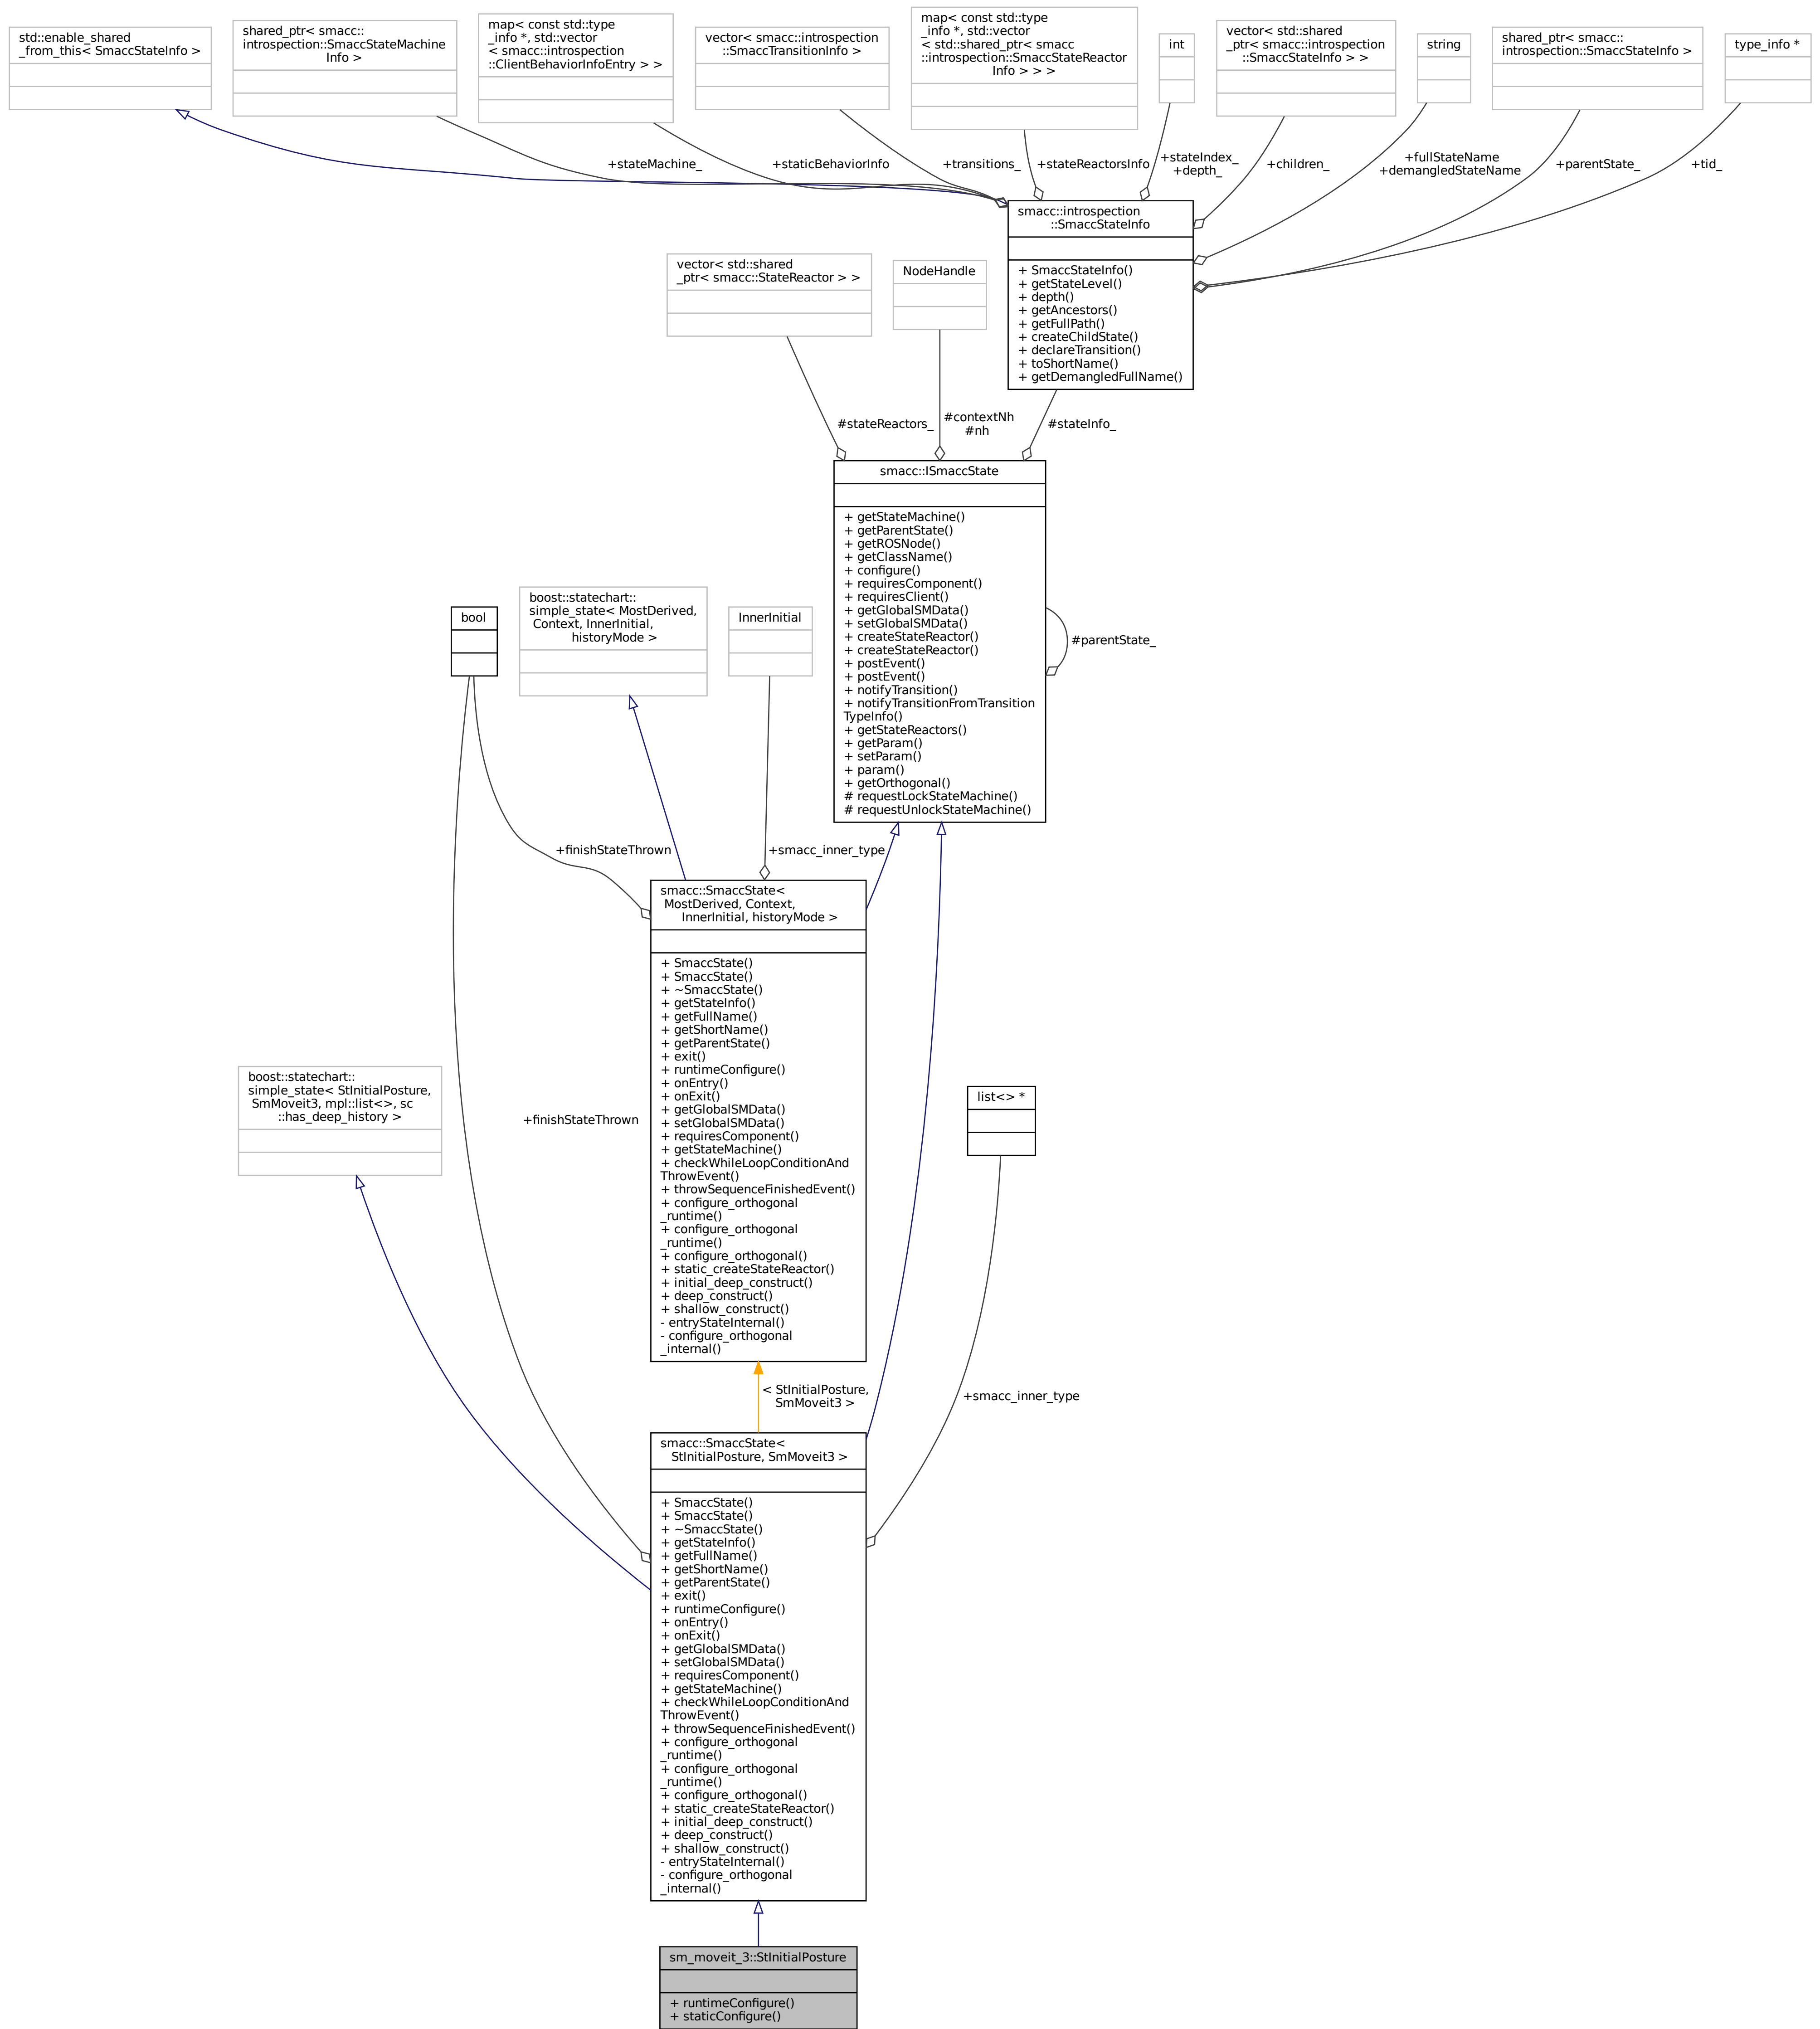 std::enable_shared
_from_this< SmaccStateInfo >
shared_ptr< smacc::
introspection::SmaccStateMachine
Info >
map< const std::type
_info *, std::vector
< smacc::introspection
::ClientBehaviorInfoEntry > >
vector< smacc::introspection
::SmaccTransitionInfo >
map< const std::type
_info *, std::vector
< std::shared_ptr< smacc
::introspection::SmaccStateReactor
Info > > >
int
vector< std::shared
_ptr< smacc::introspection
::SmaccStateInfo > >
string
shared_ptr< smacc::
introspection::SmaccStateInfo >
type_info *
+stateMachine_
+staticBehaviorInfo
+transitions_
+stateReactorsInfo
+stateIndex_
+depth_
+children_
+fullStateName
+demangledStateName
+parentState_
+tid_
smacc::introspection
::SmaccStateInfo
+ SmaccStateInfo()
+ getStateLevel()
+ depth()
+ getAncestors()
+ getFullPath()
+ createChildState()
+ declareTransition()
+ toShortName()
+ getDemangledFullName()
vector< std::shared
_ptr< smacc::StateReactor > >
NodeHandle
#stateReactors_
#contextNh
#nh
#stateInfo_
smacc::ISmaccState
+ getStateMachine()
+ getParentState()
+ getROSNode()
+ getClassName()
+ configure()
+ requiresComponent()
+ requiresClient()
+ getGlobalSMData()
+ setGlobalSMData()
+ createStateReactor()
+ createStateReactor()
+ postEvent()
+ postEvent()
+ notifyTransition()
+ notifyTransitionFromTransition
TypeInfo()
+ getStateReactors()
+ getParam()
+ setParam()
+ param()
+ getOrthogonal()
# requestLockStateMachine()
# requestUnlockStateMachine()
#parentState_
bool
boost::statechart::
simple_state< MostDerived,
Context, InnerInitial,
historyMode >
InnerInitial
+finishStateThrown
+smacc_inner_type
smacc::SmaccState<
MostDerived, Context,
InnerInitial, historyMode >
+ SmaccState()
+ SmaccState()
+ ~SmaccState()
+ getStateInfo()
+ getFullName()
+ getShortName()
+ getParentState()
+ exit()
+ runtimeConfigure()
+ onEntry()
+ onExit()
+ getGlobalSMData()
+ setGlobalSMData()
+ requiresComponent()
+ getStateMachine()
+ checkWhileLoopConditionAnd
ThrowEvent()
+ throwSequenceFinishedEvent()
+ configure_orthogonal
_runtime()
+ configure_orthogonal
_runtime()
+ configure_orthogonal()
+ static_createStateReactor()
+ initial_deep_construct()
+ deep_construct()
+ shallow_construct()
- entryStateInternal()
- configure_orthogonal
_internal()
boost::statechart::
simple_state< StInitialPosture,
SmMoveit3, mpl::list<>, sc
::has_deep_history >
+finishStateThrown
list<> *
< StInitialPosture,
SmMoveit3 >
+smacc_inner_type
smacc::SmaccState<
StInitialPosture, SmMoveit3 >
+ SmaccState()
+ SmaccState()
+ ~SmaccState()
+ getStateInfo()
+ getFullName()
+ getShortName()
+ getParentState()
+ exit()
+ runtimeConfigure()
+ onEntry()
+ onExit()
+ getGlobalSMData()
+ setGlobalSMData()
+ requiresComponent()
+ getStateMachine()
+ checkWhileLoopConditionAnd
ThrowEvent()
+ throwSequenceFinishedEvent()
+ configure_orthogonal
_runtime()
+ configure_orthogonal
_runtime()
+ configure_orthogonal()
+ static_createStateReactor()
+ initial_deep_construct()
+ deep_construct()
+ shallow_construct()
- entryStateInternal()
- configure_orthogonal
_internal()
sm_moveit_3::StInitialPosture
+ runtimeConfigure()
+ staticConfigure()